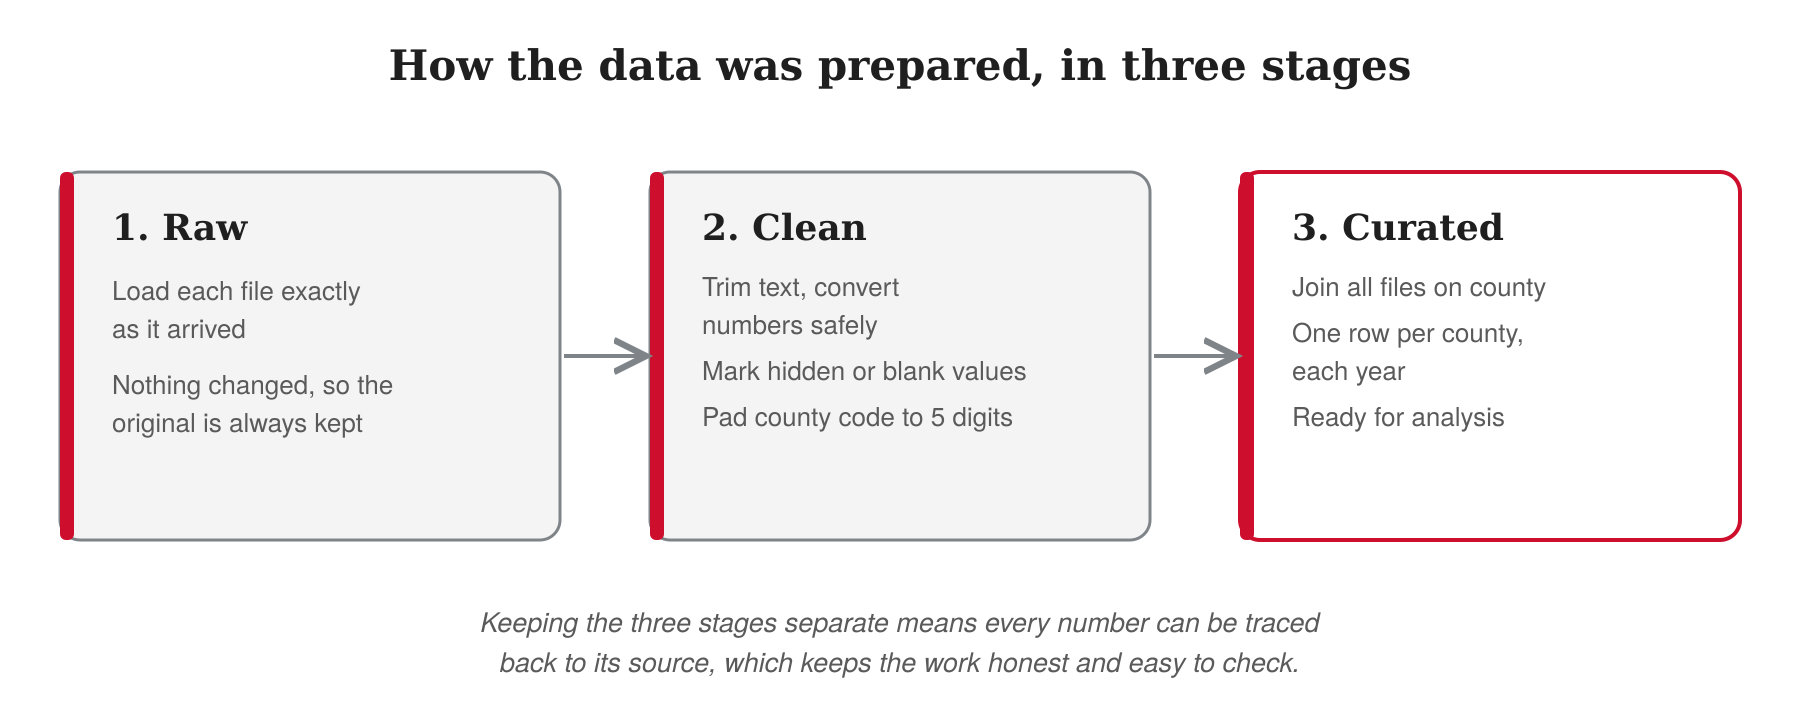 How the data was prepared, in three stages
1. Raw
Load each file exactly
as it arrived
Nothing changed, so the
original is always kept
2. Clean
Trim text, convert
numbers safely
Mark hidden or blank values
Pad county code to 5 digits
3. Curated
Join all files on county
One row per county,
each year
Ready for analysis
Keeping the three stages separate means every number can be traced
back to its source, which keeps the work honest and easy to check.